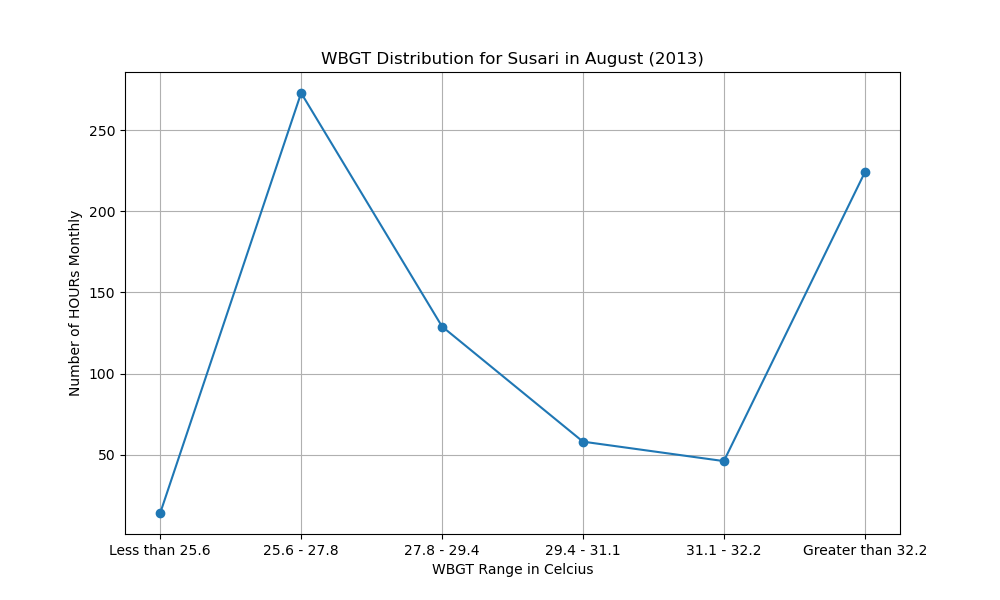 WBGT Distribution for Susari in August (2013)
Number of HOURs Monthly
250
200
150
100
50
Less than 25.6
25.6 - 27.8
27.8 - 29.4
29.4 - 31.1
31.1 - 32.2
Greater than 32.2
WBGT Range in Celcius